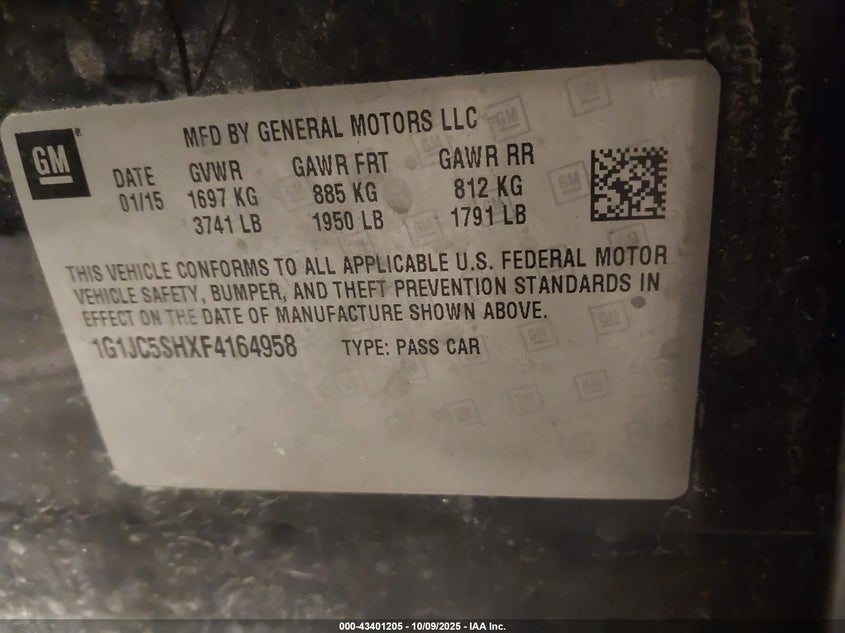 GM ®
MFD BY GENERAL MOTORS LLC
DATE GVWR GAWR FRT GAWR RR
01/15 1697 KG 885 KG 812 KG
3741 LB 1950 LB 1791 LB
THIS VEHICLE CONFORMS TO ALL APPLICABLE U.S. FEDERAL MOTOR
VEHICLE SAFETY, BUMPER, AND THEFT PREVENTION STANDARDS IN
EFFECT ON THE DATE OF MANUFACTURE SHOWN ABOVE.
1G1JC5SHXF4164958 TYPE: PASS CAR
000-43401205 - 10/09/2025 - IAA Inc.